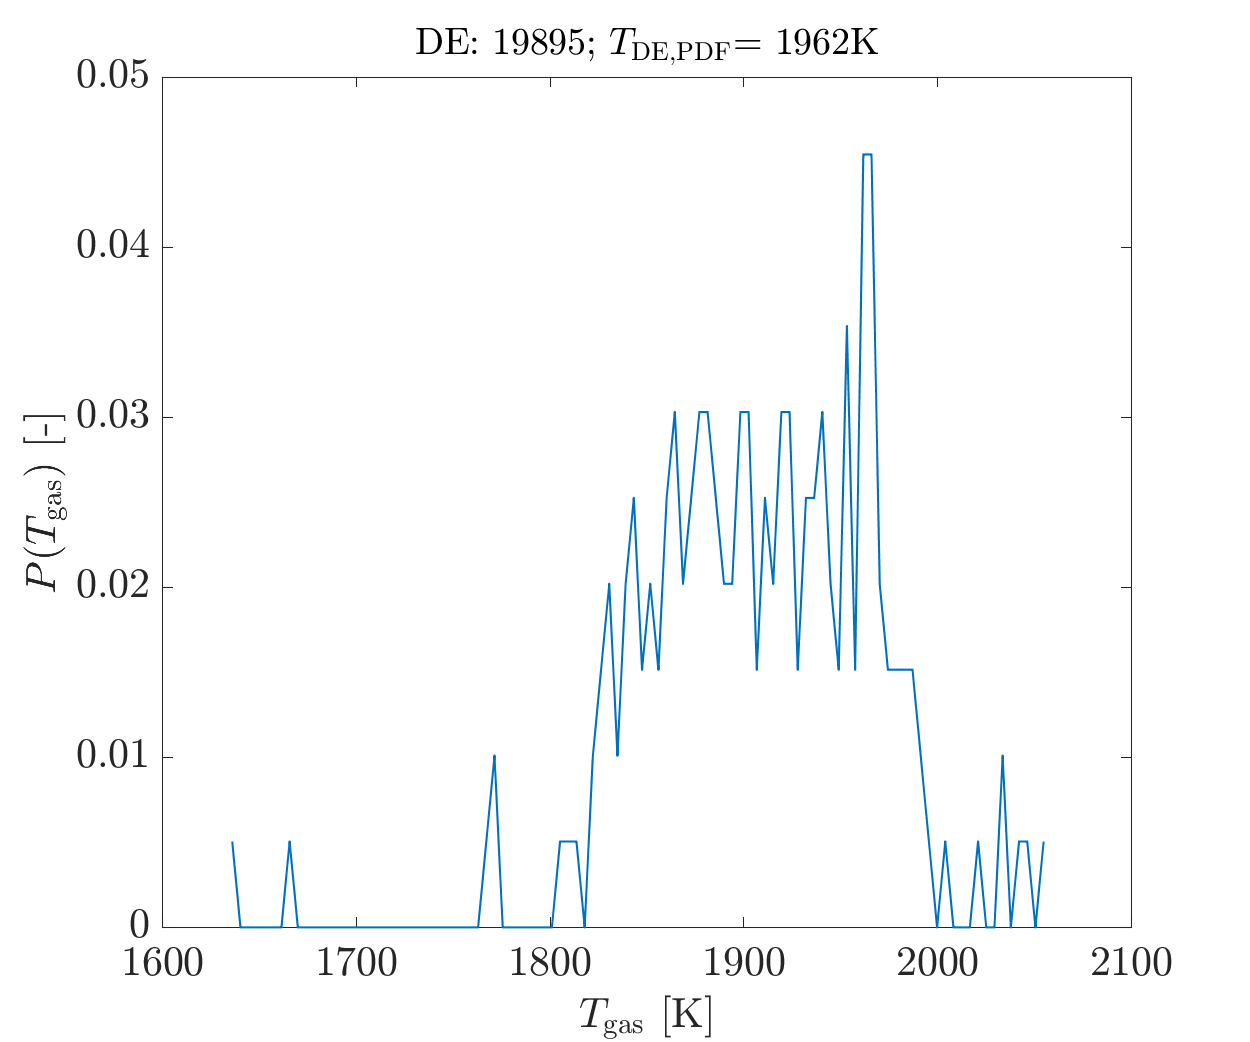 DE: 19895; T_DE,PDF= 1962K
0.05
0.04
0.03
0.02
0.01
0
P(T_gas) [-]
1600 1700 1800 1900 2000 2100
T_gas [K]